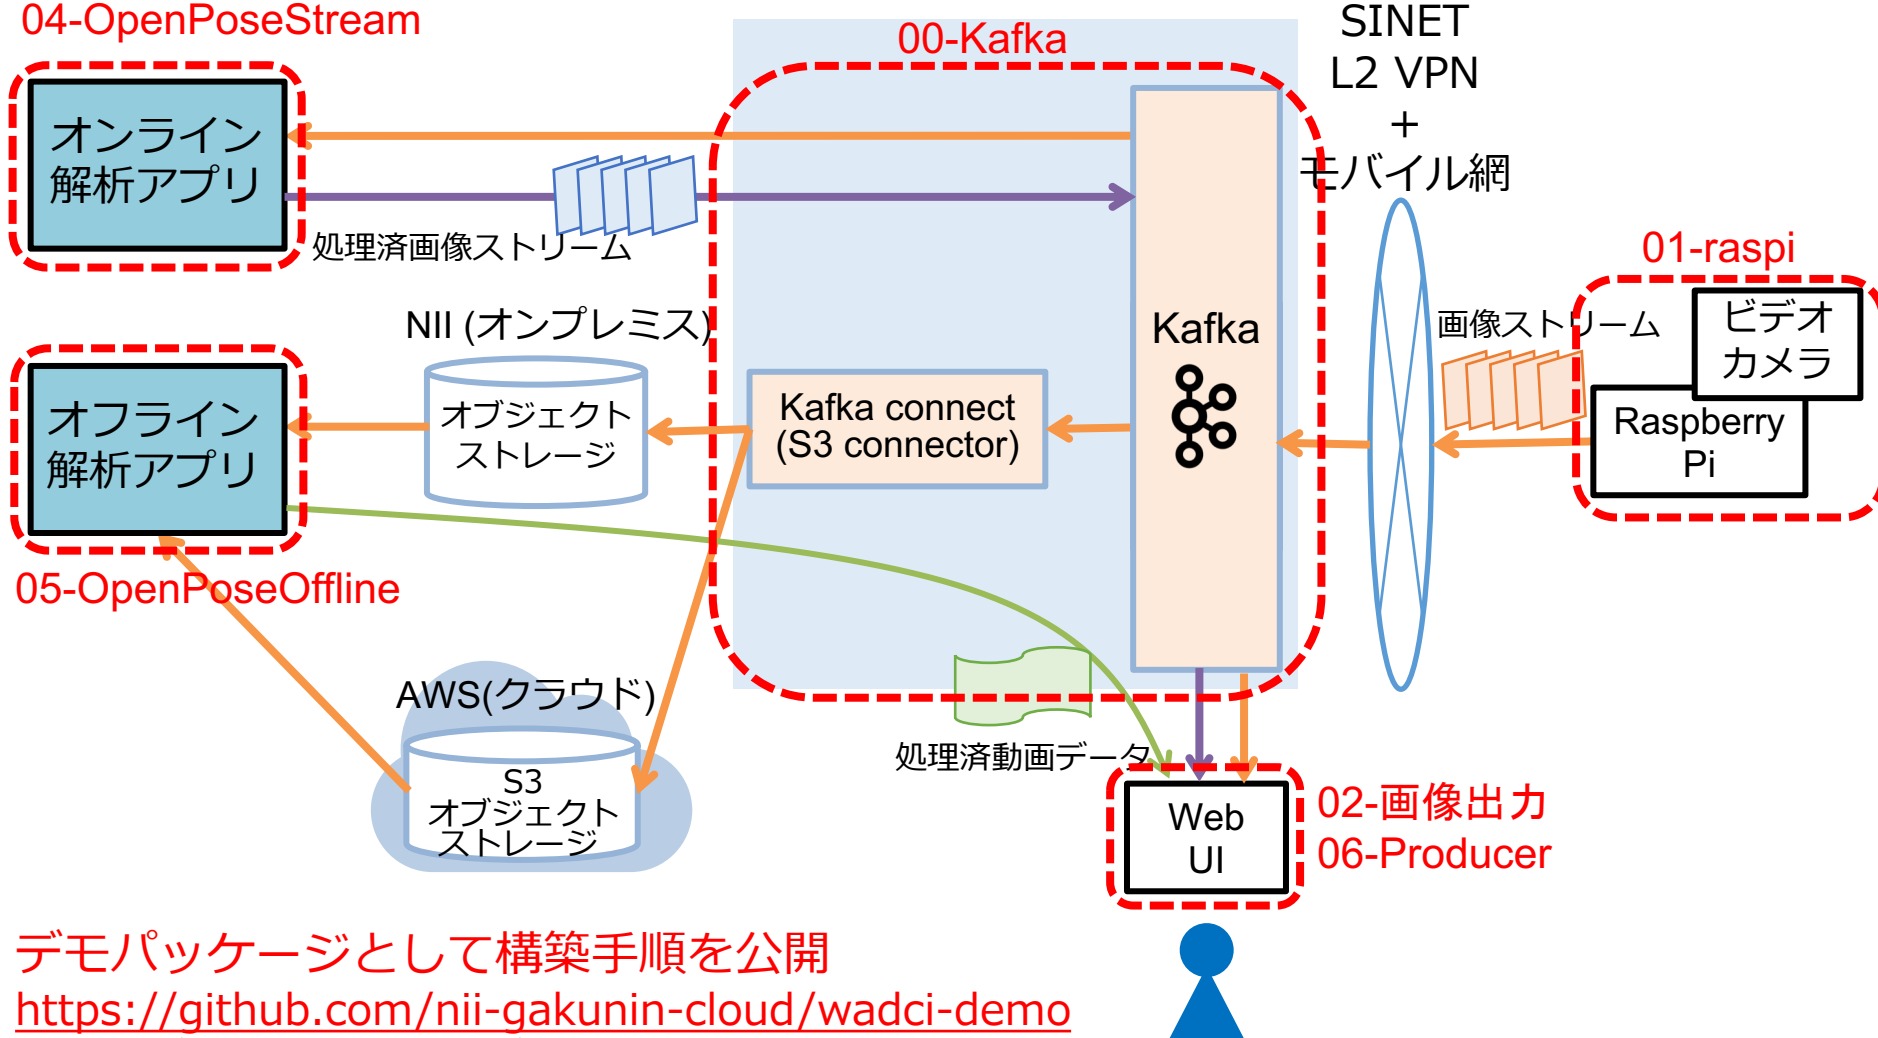 04-OpenPoseStream
00-Kafka
SINET
L2 VPN
+
モバイル網
オンライン
解析アプリ
処理済画像ストリーム
01-raspi
画像ストリーム
ビデオ
カメラ
Raspberry
Pi
NII (オンプレミス)
Kafka
オフライン
解析アプリ
オブジェクト
ストレージ
Kafka connect
(S3 connector)
05-OpenPoseOffline
AWS(クラウド)
S3
オブジェクト
ストレージ
処理済動画データ
Web
UI
02-画像出力
06-Producer
デモパッケージとして構築手順を公開
https://github.com/nii-gakunin-cloud/wadci-demo